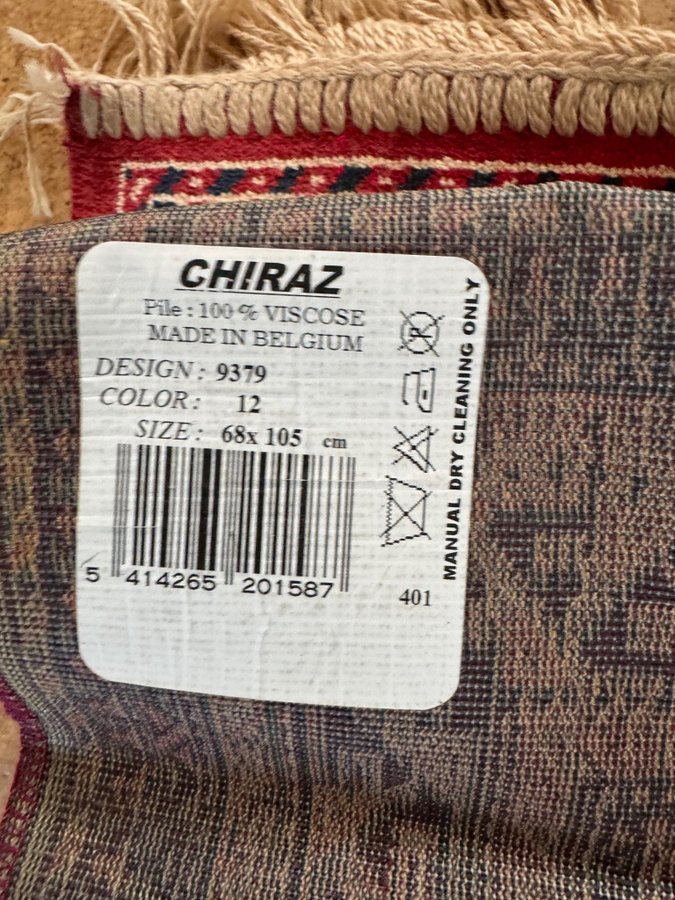 CHIRAZ
Pile : 100 % VISCOSE
MADE IN BELGIUM
DESIGN : 9379
COLOR : 12
SIZE : 68x 105 cm
5 414265 201587
401
MANUAL DRY CLEANING ONLY